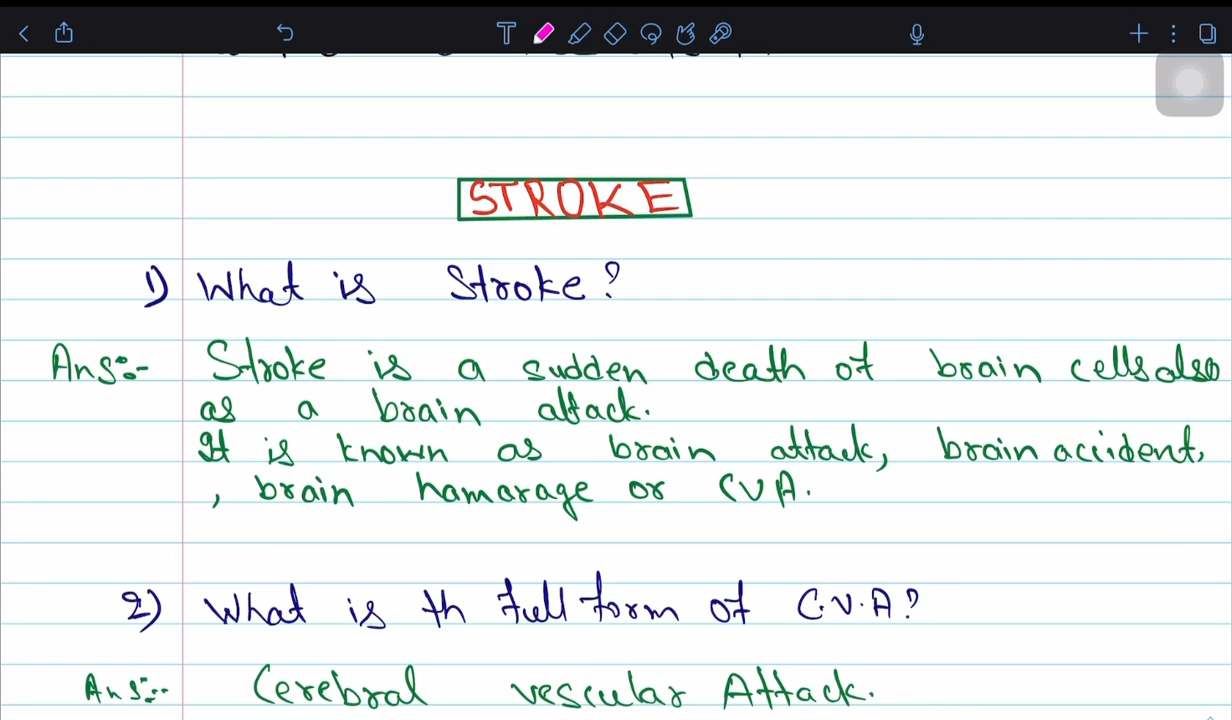 STROKE
1) What is Stroke?
Ans:- Stroke is a sudden death of brain cells also
as a brain attack.
It is known as brain attack, brain accident,
, brain hamarage or CVA.
2) What is th full form of C.V.A?
Ans:- Cerebral vescular Attack.